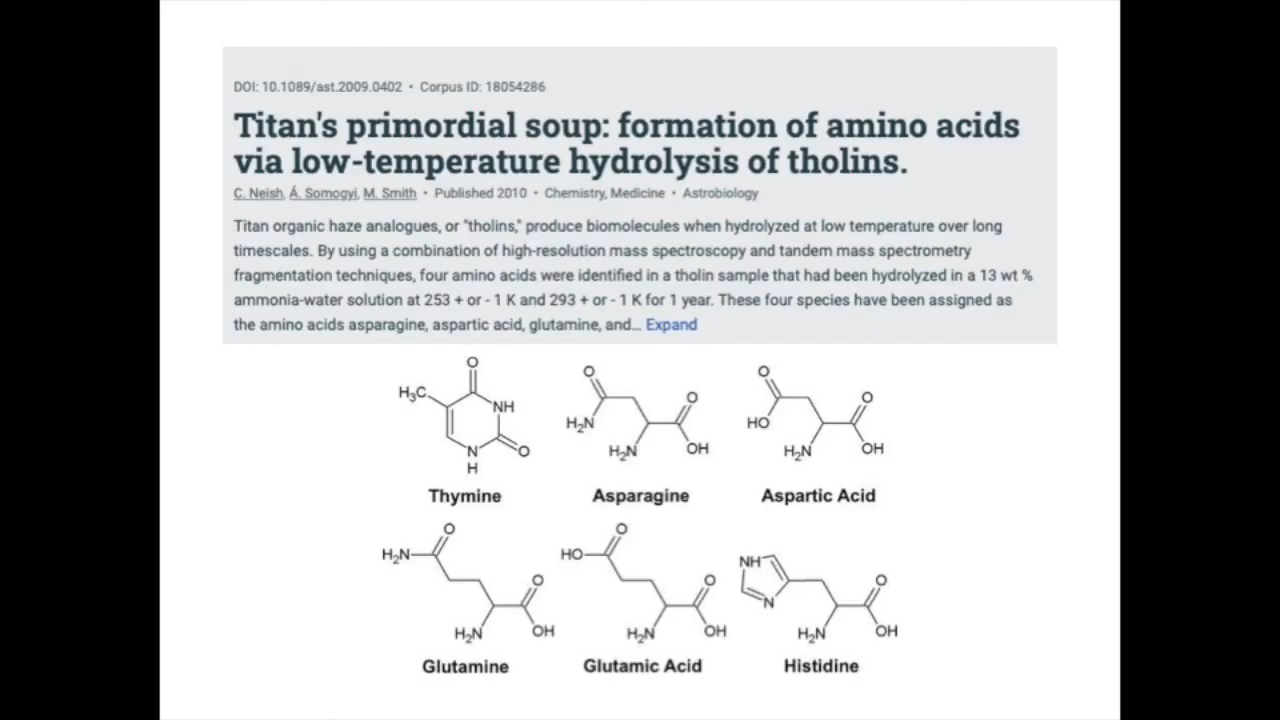 DOI: 10.1089/ast.2009.0402 • Corpus ID: 18054286
Titan's primordial soup: formation of amino acids
via low-temperature hydrolysis of tholins.
C. Neish, Á. Somogyi, M. Smith • Published 2010 • Chemistry, Medicine • Astrobiology
Titan organic haze analogues, or "tholins," produce biomolecules when hydrolyzed at low temperature over long
timescales. By using a combination of high-resolution mass spectroscopy and tandem mass spectrometry
fragmentation techniques, four amino acids were identified in a tholin sample that had been hydrolyzed in a 13 wt %
ammonia-water solution at 253 + or - 1 K and 293 + or - 1 K for 1 year. These four species have been assigned as
the amino acids asparagine, aspartic acid, glutamine, and... Expand
O O O
H₃C NH O O
H₂N HO
N O H₂N OH H₂N OH
H
Thymine Asparagine Aspartic Acid
O O
H₂N HO NH
O O O
N
H₂N OH H₂N OH H₂N OH
Glutamine Glutamic Acid Histidine